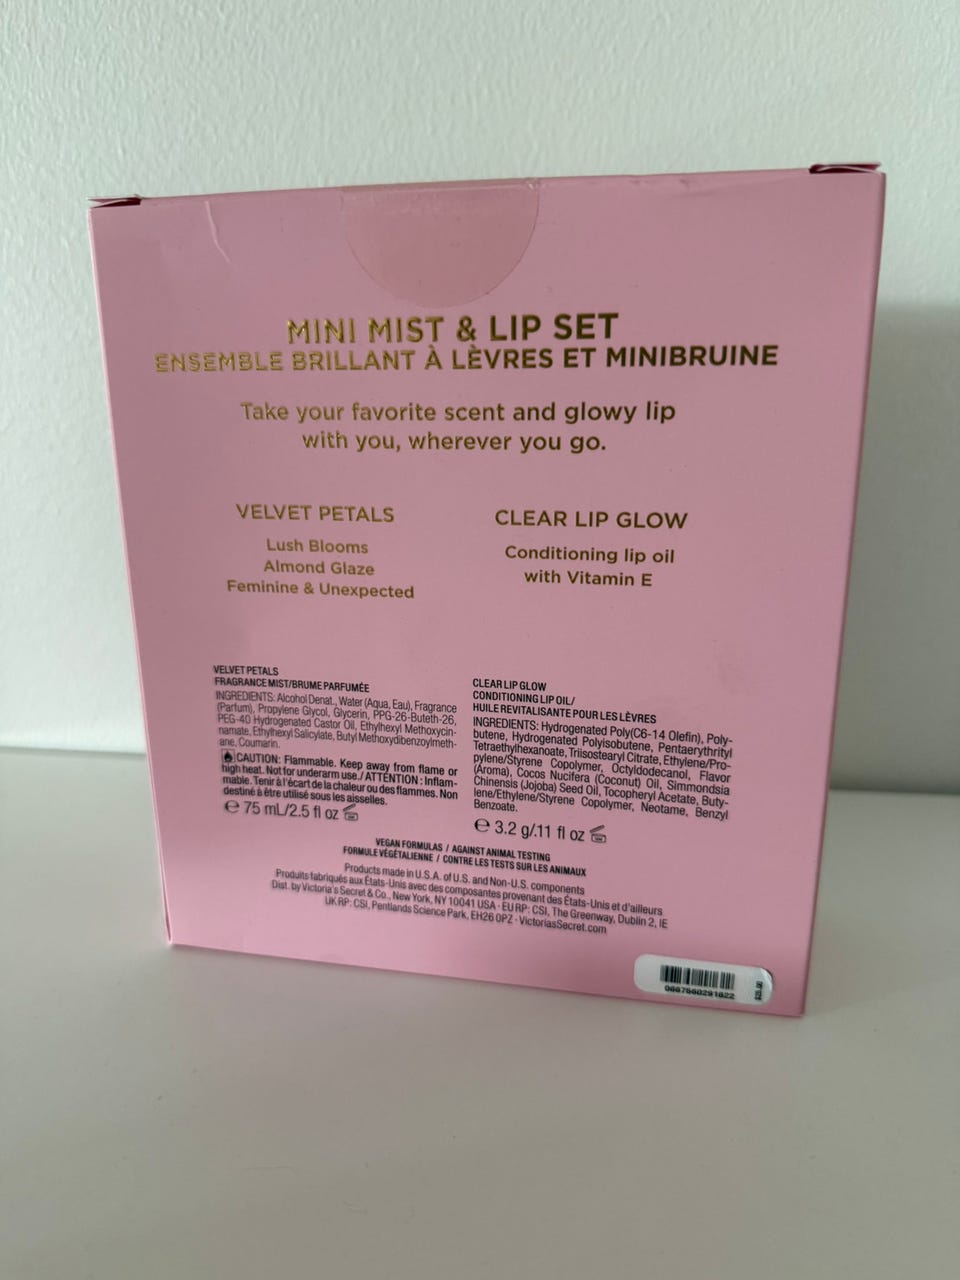 MINI MIST & LIP SET
ENSEMBLE BRILLANT À LÈVRES ET MINIBRUINE
Take your favorite scent and glowy lip
with you, wherever you go.
VELVET PETALS
Lush Blooms
Almond Glaze
Feminine & Unexpected
CLEAR LIP GLOW
Conditioning lip oil
with Vitamin E
VELVET PETALS
FRAGRANCE MIST/BRUME PARFUMÉE
INGREDIENTS: Alcohol Denat., Water (Aqua, Eau), Fragrance
(Parfum), Propylene Glycol, Glycerin, PPG-26-Buteth-26,
PEG-40 Hydrogenated Castor Oil, Ethylhexyl Methoxycin-
namate, Ethylhexyl Salicylate, Butyl Methoxydibenzoylmeth-
ane, Coumarin.
CAUTION: Flammable. Keep away from flame or
high heat. Not for underarm use./ ATTENTION : Inflam-
mable. Tenir à l'écart de la chaleur ou des flammes. Non
destiné à être utilisé sous les aisselles.
℮ 75 mL/2.5 fl oz
CLEAR LIP GLOW
CONDITIONING LIP OIL/
HUILE REVITALISANTE POUR LES LÈVRES
INGREDIENTS: Hydrogenated Poly(C6-14 Olefin), Poly-
butene, Hydrogenated Polyisobutene, Pentaerythrityl
Tetraethylhexanoate, Triisostearyl Citrate, Ethylene/Pro-
pylene/Styrene Copolymer, Octyldodecanol, Flavor
(Aroma), Cocos Nucifera (Coconut) Oil, Simmondsia
Chinensis (Jojoba) Seed Oil, Tocopheryl Acetate, Buty-
lene/Ethylene/Styrene Copolymer, Neotame, Benzyl
Benzoate.
℮ 3.2 g/.11 fl oz
VEGAN FORMULAS / AGAINST ANIMAL TESTING
FORMULE VÉGÉTALIENNE / CONTRE LES TESTS SUR LES ANIMAUX
Products made in U.S.A. of U.S. and Non-U.S. components
Produits fabriqués aux États-Unis avec des composantes provenant des États-Unis et d'ailleurs
Dist. by Victoria's Secret & Co., New York, NY 10041 USA · EU RP: CSI, The Greenway, Dublin 2, IE
UK RP: CSI, Pentlands Science Park, EH26 0PZ · VictoriasSecret.com
0667560291622